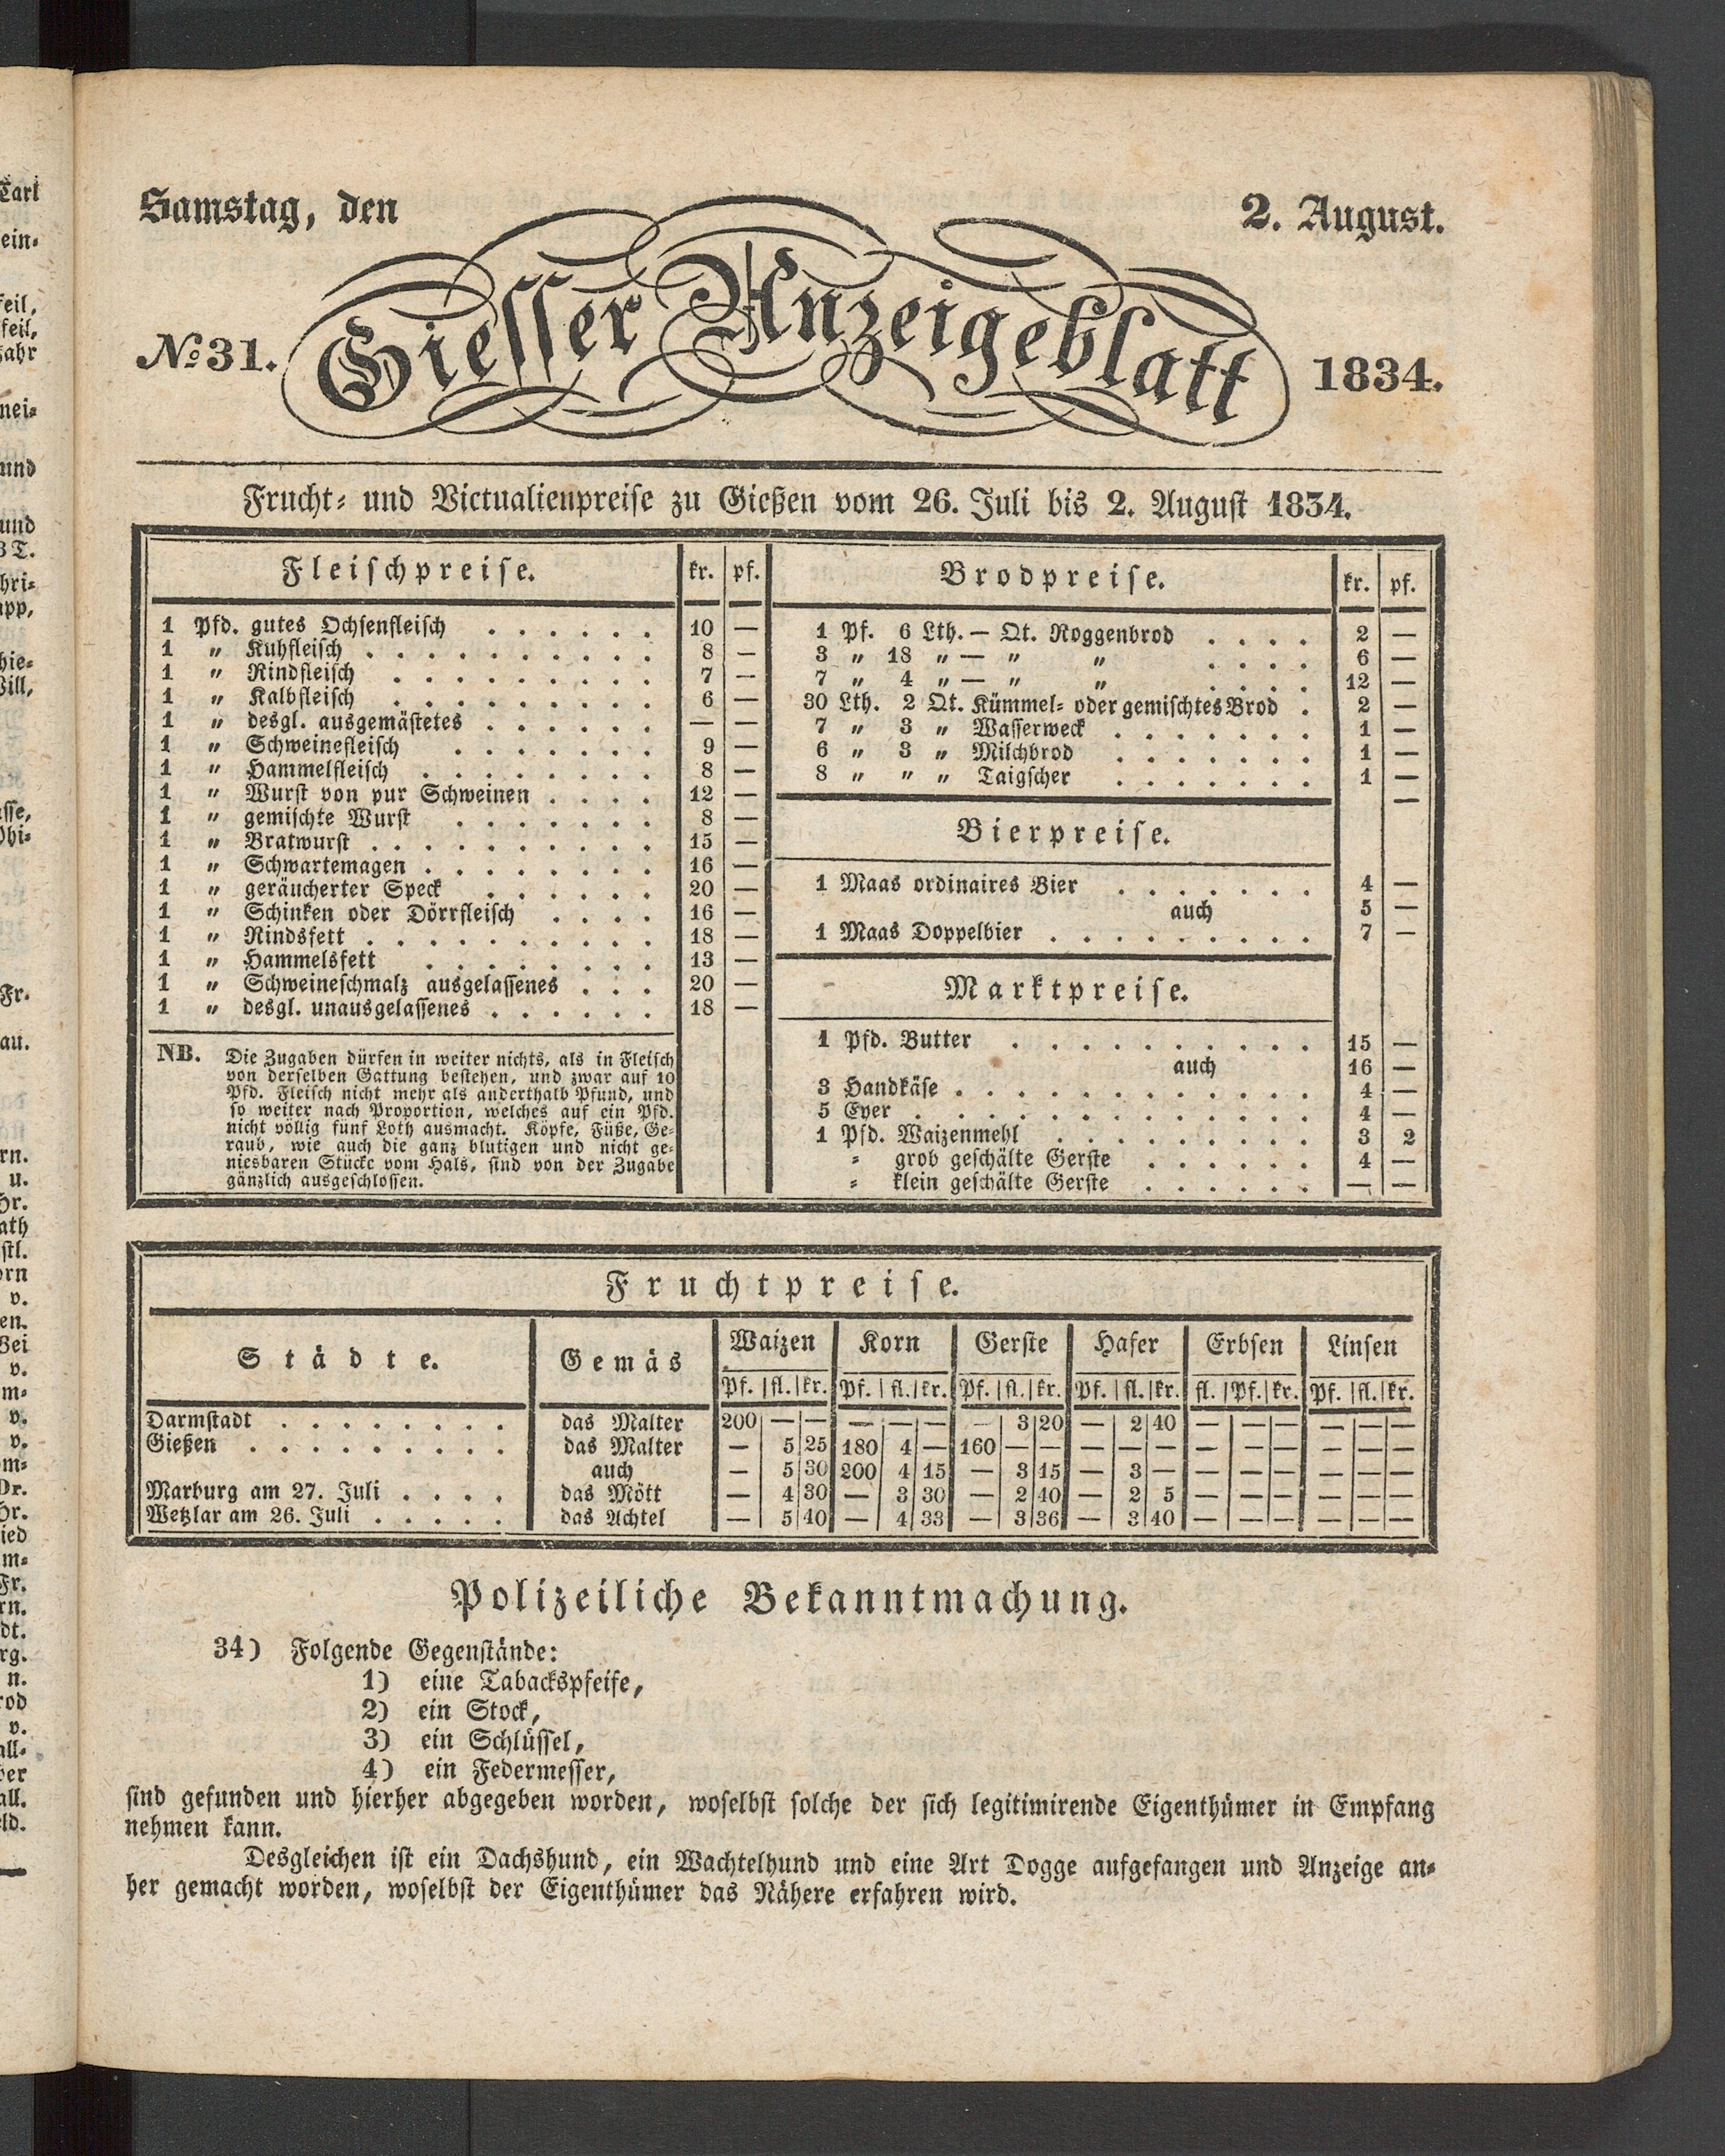 Samstag, den
2. August.
No. 31.
Giesser Anzeigeblatt
1834.
Frucht- und Victualienpreise zu Gießen vom 26. Juli bis 2. August 1834.
Fleischpreise. kr. pf.
1 Pfd. gutes Ochsenfleisch . . . . . . 10 —
1 „ Kuhfleisch . . . . . . . . . . 8 —
1 „ Rindfleisch . . . . . . . . . 7 —
1 „ Kalbfleisch . . . . . . . . . 6 —
1 „ desgl. ausgemästetes . . . . . . — —
1 „ Schweinefleisch . . . . . . . 9 —
1 „ Hammelfleisch . . . . . . . . 8 —
1 „ Wurst von pur Schweinen . . . . 12 —
1 „ gemischte Wurst . . . . . . . 8 —
1 „ Bratwurst . . . . . . . . . . 15 —
1 „ Schwartemagen . . . . . . . . 16 —
1 „ geräucherter Speck . . . . . . 20 —
1 „ Schinken oder Dörrfleisch . . . . 16 —
1 „ Rindsfett . . . . . . . . . . 18 —
1 „ Hammelsfett . . . . . . . . 13 —
1 „ Schweineschmalz ausgelassenes . . . 20 —
1 „ desgl. unausgelassenes . . . . . . 18 —
NB. Die Zugaben dürfen in weiter nichts, als in Fleisch
von derselben Gattung bestehen, und zwar auf 10
Pfd. Fleisch nicht mehr als anderthalb Pfund, und
so weiter nach Proportion, welches auf ein Pfd.
nicht völlig fünf Loth ausmacht. Köpfe, Füße, Ge-
raub, wie auch die ganz blutigen und nicht ge-
niesbaren Stücke vom Hals, sind von der Zugabe
gänzlich ausgeschlossen.
Brodpreise. kr. pf.
1 Pf. 6 Lth. — Qt. Roggenbrod . . . . 2 —
3 „ 18 „ — „ „ . . . . 6 —
7 „ 4 „ — „ „ . . . . 12 —
30 Lth. 2 Qt. Kümmel- oder gemischtes Brod . 2 —
7 „ 3 „ Wasserweck . . . . . . . 1 —
6 „ 3 „ Milchbrod . . . . . . . 1 —
8 „ „ „ Taigscher . . . . . . . 1 —
—
Bierpreise.
1 Maas ordinaires Bier . . . . . . . 4 —
auch 5 —
1 Maas Doppelbier . . . . . . . . . 7 —
Marktpreise.
1 Pfd. Butter . . . . . . . . . . 15 —
auch 16 —
3 Handkäse . . . . . . . . . . . . 4 —
5 Eyer . . . . . . . . . . . . . 4 —
1 Pfd. Waizenmehl . . . . . . . . . 3 2
= grob geschälte Gerste . . . . . . 4 —
= klein geschälte Gerste . . . . . . — —
Fruchtpreise.
Städte. Gemäs Waizen Korn Gerste Hafer Erbsen Linsen
Pf. fl. kr. Pf. fl. kr. Pf. fl. kr. Pf. fl. kr. fl. Pf. kr. Pf. fl. kr.
Darmstadt . . . . . . . . das Malter 200 — — — — — — 3 20 — 2 40 — — — — — —
Gießen . . . . . . . . . das Malter — 5 25 180 4 — 160 — — — — — — — — — — —
auch — 5 30 200 4 15 — 3 15 — 3 — — — — — — —
Marburg am 27. Juli . . . . das Mött — 4 30 — 3 30 — 2 40 — 2 5 — — — — — —
Wetzlar am 26. Juli . . . . . das Achtel — 5 40 — 4 33 — 3 36 — 3 40 — — — — — —
Polizeiliche Bekanntmachung.
34) Folgende Gegenstände:
1) eine Tabackspfeife,
2) ein Stock,
3) ein Schlüssel,
4) ein Federmesser,
sind gefunden und hierher abgegeben worden, woselbst solche der sich legitimirende Eigenthümer in Empfang
nehmen kann.
Desgleichen ist ein Dachshund, ein Wachtelhund und eine Art Dogge aufgefangen und Anzeige an-
her gemacht worden, woselbst der Eigenthümer das Nähere erfahren wird.